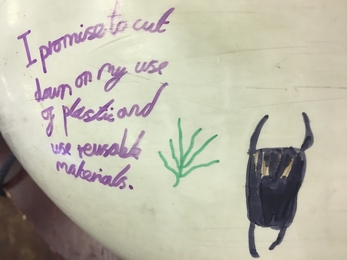 I promise to cut
down on my use
of plastic and
use reusable
materials.